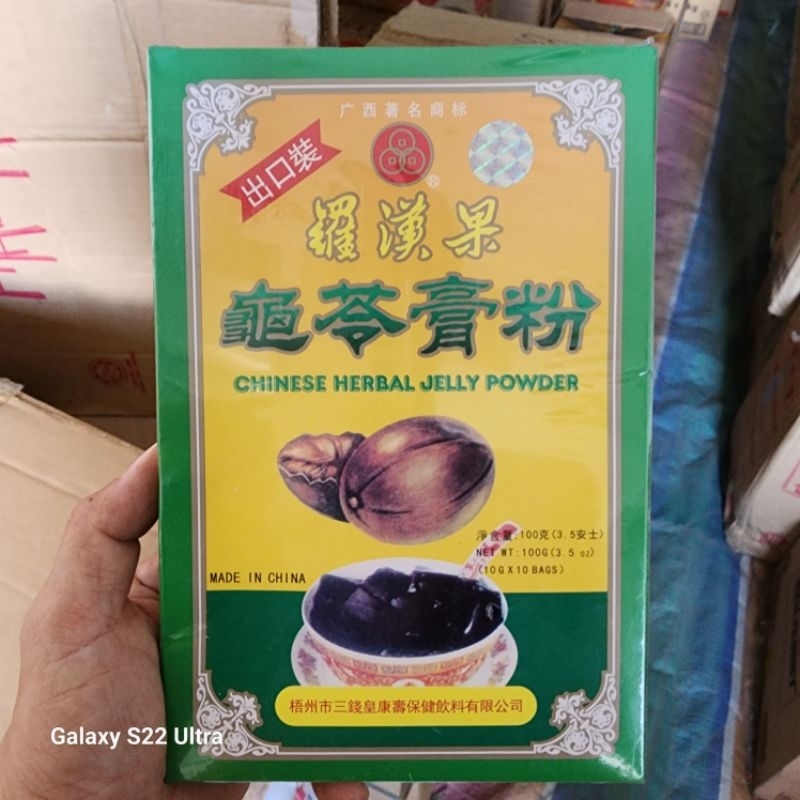 广西著名商标
出口裝
®
羅漢果
龜苓膏粉
CHINESE HERBAL JELLY POWDER
淨含量:100克(3.5安士)
NET WT:100G(3.5 oz)
(10G X 10 BAGS)
MADE IN CHINA
梧州市三錢皇康壽保健飲料有限公司
Galaxy S22 Ultra